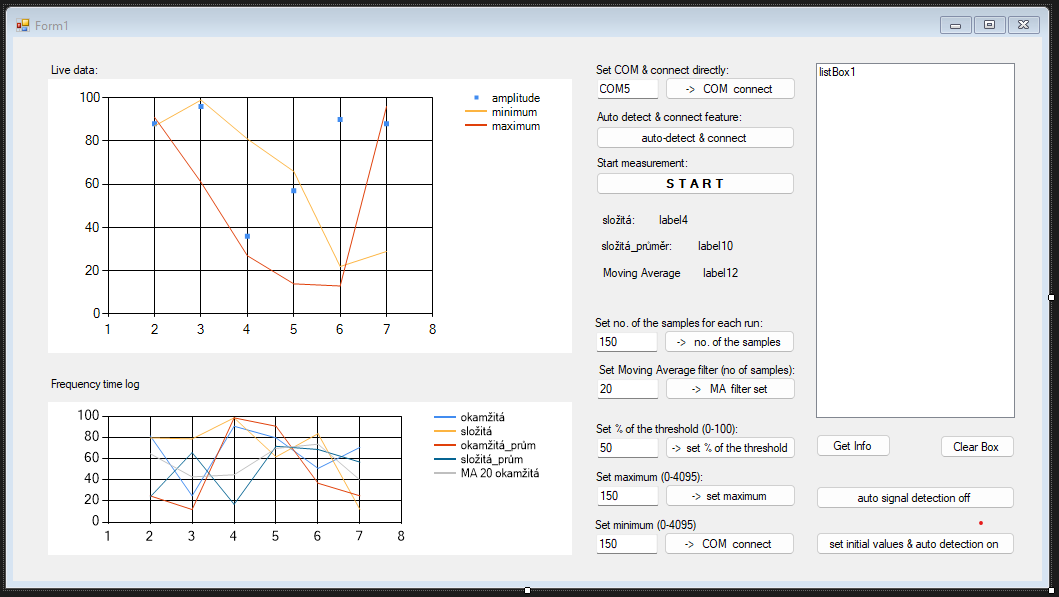 Form1
Live data:
100
80
60
40
20
0
1 2 3 4 5 6 7 8
amplitude
minimum
maximum
Frequency time log
100
80
60
40
20
0
1 2 3 4 5 6 7 8
okamžitá
složitá
okamžitá_prům
složitá_prům
MA 20 okamžitá
Set COM & connect directly:
COM5 -> COM connect
Auto detect & connect feature:
auto-detect & connect
Start measurement:
S T A R T
složitá: label4
složitá_průměr: label10
Moving Average label12
Set no. of the samples for each run:
150 -> no. of the samples
Set Moving Average filter (no of samples):
20 -> MA filter set
Set % of the threshold (0-100):
50 -> set % of the threshold
Set maximum (0-4095):
150 -> set maximum
Set minimum (0-4095)
150 -> COM connect
listBox1
Get Info Clear Box
auto signal detection off
set initial values & auto detection on